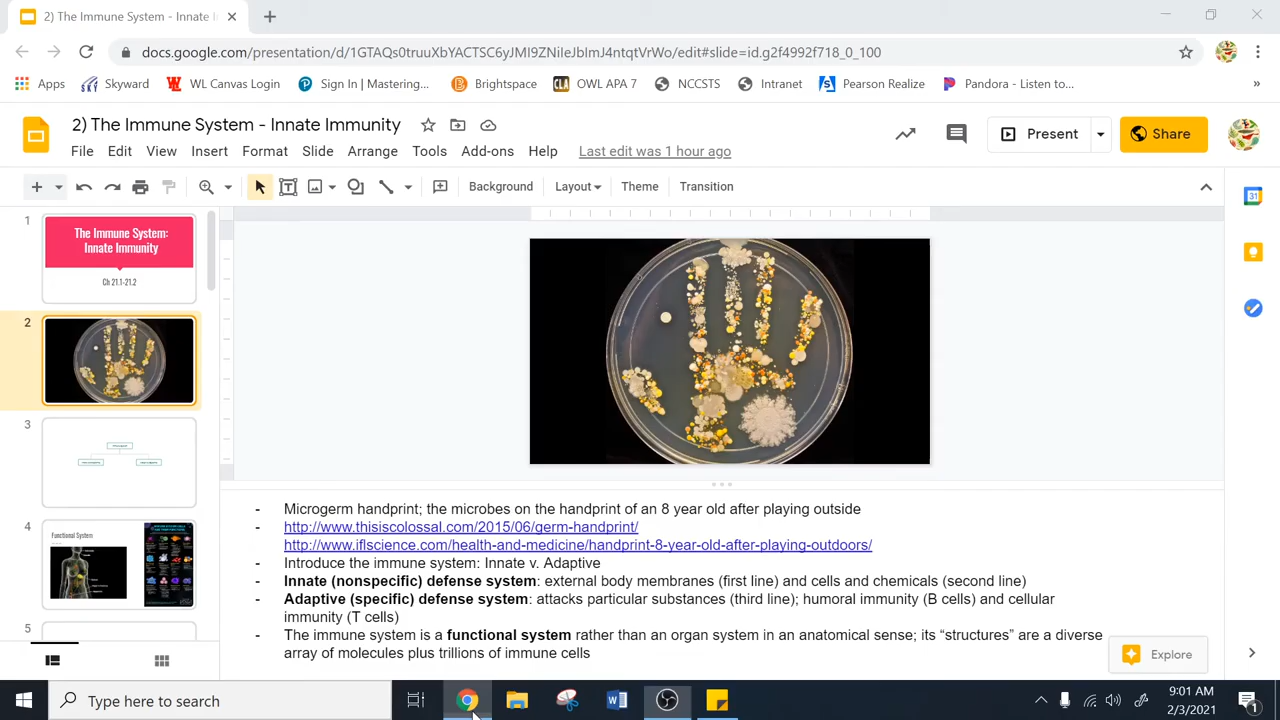 2) The Immune System - Innate I
docs.google.com/presentation/d/1GTAQs0truuXbYACTSC6yJMI9ZNiIeJbImJ4ntqtVrWo/edit#slide=id.g2f4992f718_0_100
Apps Skyward WL Canvas Login Sign In | Mastering... Brightspace OWL APA 7 NCCSTS Intranet Pearson Realize Pandora - Listen to... »
2) The Immune System - Innate Immunity
Present Share
File Edit View Insert Format Slide Arrange Tools Add-ons Help Last edit was 1 hour ago
Background Layout Theme Transition
31
1
The Immune System:
Innate Immunity
Ch 21.1-21.2
2
3
4
Functional System
5
- Microgerm handprint; the microbes on the handprint of an 8 year old after playing outside
- http://www.thisiscolossal.com/2015/06/germ-handprint/
http://www.iflscience.com/health-and-medicine/handprint-8-year-old-after-playing-outdoors/
- Introduce the immune system: Innate v. Adaptive
- Innate (nonspecific) defense system: external body membranes (first line) and cells and chemicals (second line)
- Adaptive (specific) defense system: attacks particular substances (third line); humoral immunity (B cells) and cellular
immunity (T cells)
- The immune system is a functional system rather than an organ system in an anatomical sense; its “structures” are a diverse
array of molecules plus trillions of immune cells
Explore
Type here to search
9:01 AM
2/3/2021
1